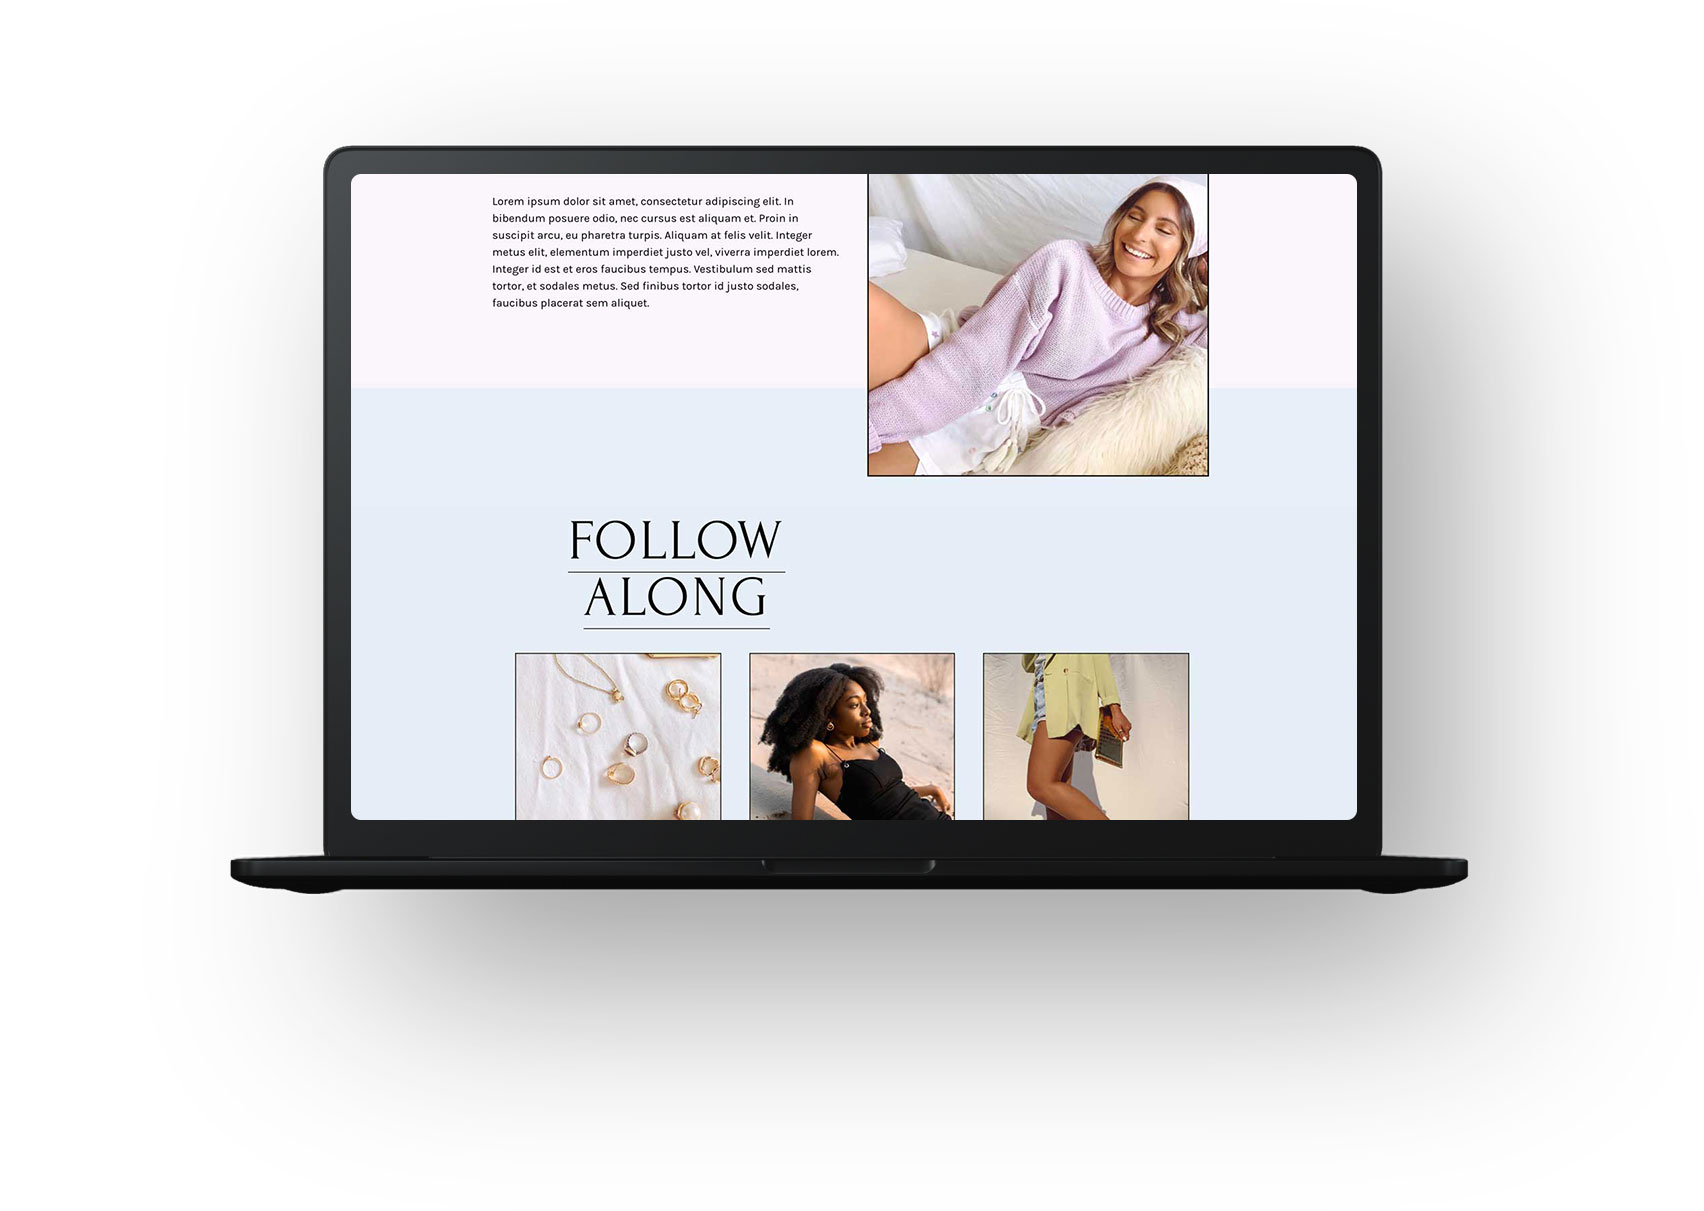 Lorem ipsum dolor sit amet, consectetur adipiscing elit. In
bibendum posuere odio, nec cursus est aliquam et. Proin in
suscipit arcu, eu pharetra turpis. Aliquam at felis velit. Integer
metus elit, elementum imperdiet justo vel, viverra imperdiet lorem.
Integer id est et eros faucibus tempus. Vestibulum sed mattis
tortor, et sodales metus. Sed finibus tortor id justo sodales,
faucibus placerat sem aliquet.
FOLLOW
ALONG